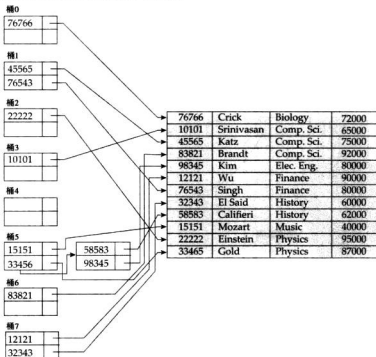 桶0
76766
桶1
45565
76543
桶2
22222
桶3
10101
桶4
桶5
15151
33456
58583
98345
桶6
83821
桶7
12121
32343
76766 Crick Biology 72000
10101 Srinivasan Comp. Sci. 65000
45565 Katz Comp. Sci. 75000
83821 Brandt Comp. Sci. 92000
98345 Kim Elec. Eng. 80000
12121 Wu Finance 90000
76543 Singh Finance 80000
32343 El Said History 60000
58583 Califieri History 62000
15151 Mozart Music 40000
22222 Einstein Physics 95000
33465 Gold Physics 87000